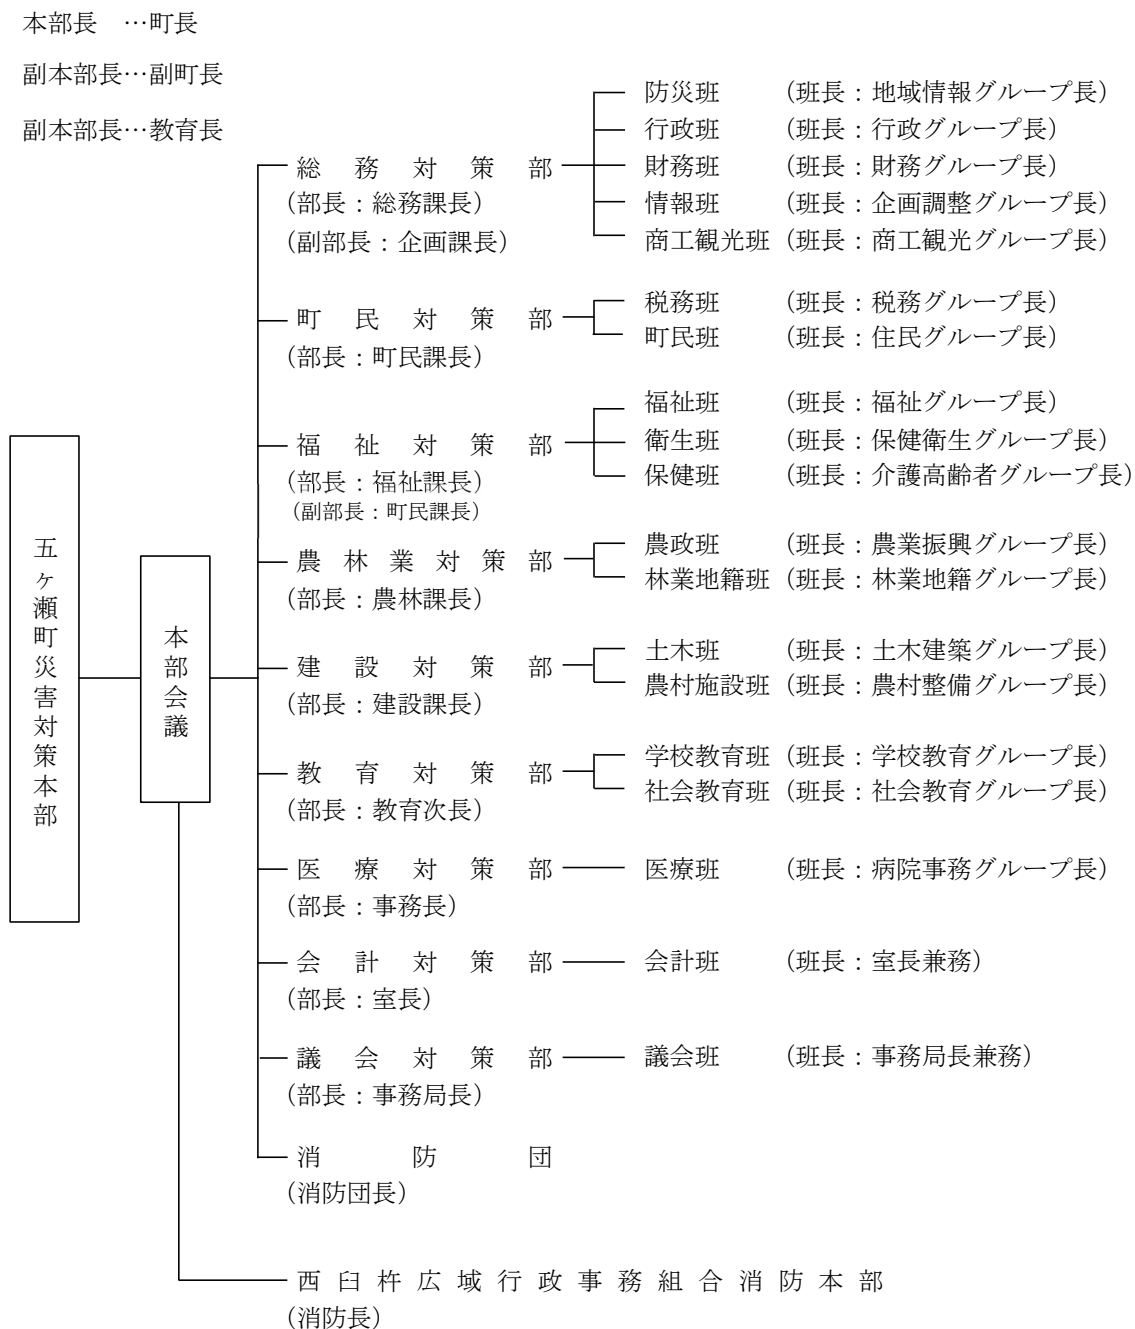 本部長　…町長
副本部長…副町長
副本部長…教育長
五ヶ瀬町災害対策本部
本部会議
総務対策部
(部長：総務課長)
(副部長：企画課長)
防災班　(班長：地域情報グループ長)
行政班　(班長：行政グループ長)
財務班　(班長：財務グループ長)
情報班　(班長：企画調整グループ長)
商工観光班　(班長：商工観光グループ長)
町民対策部
(部長：町民課長)
税務班　(班長：税務グループ長)
町民班　(班長：住民グループ長)
福祉対策部
(部長：福祉課長)
(副部長：町民課長)
福祉班　(班長：福祉グループ長)
衛生班　(班長：保健衛生グループ長)
保健班　(班長：介護高齢者グループ長)
農林業対策部
(部長：農林課長)
農政班　(班長：農業振興グループ長)
林業地籍班　(班長：林業地籍グループ長)
建設対策部
(部長：建設課長)
土木班　(班長：土木建築グループ長)
農村施設班　(班長：農村整備グループ長)
教育対策部
(部長：教育次長)
学校教育班　(班長：学校教育グループ長)
社会教育班　(班長：社会教育グループ長)
医療対策部
(部長：事務長)
医療班　(班長：病院事務グループ長)
会計対策部
(部長：室長)
会計班　(班長：室長兼務)
議会対策部
(部長：事務局長)
議会班　(班長：事務局長兼務)
消防団
(消防団長)
西臼杵広域行政事務組合消防本部
(消防長)